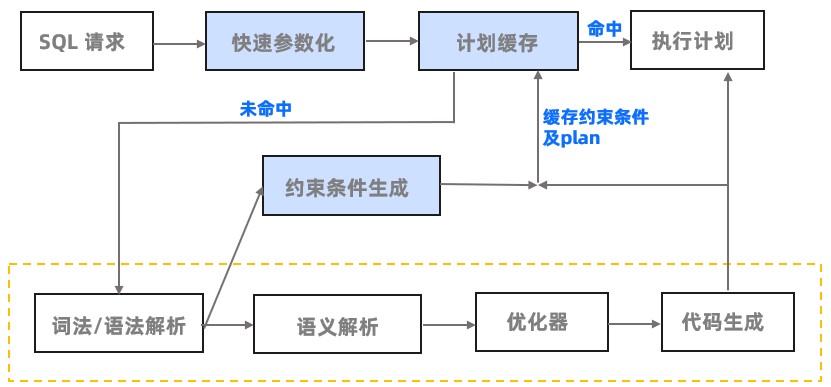 SQL 请求
快速参数化
计划缓存
命中
执行计划
未命中
缓存约束条件
及plan
约束条件生成
词法/语法解析
语义解析
优化器
代码生成